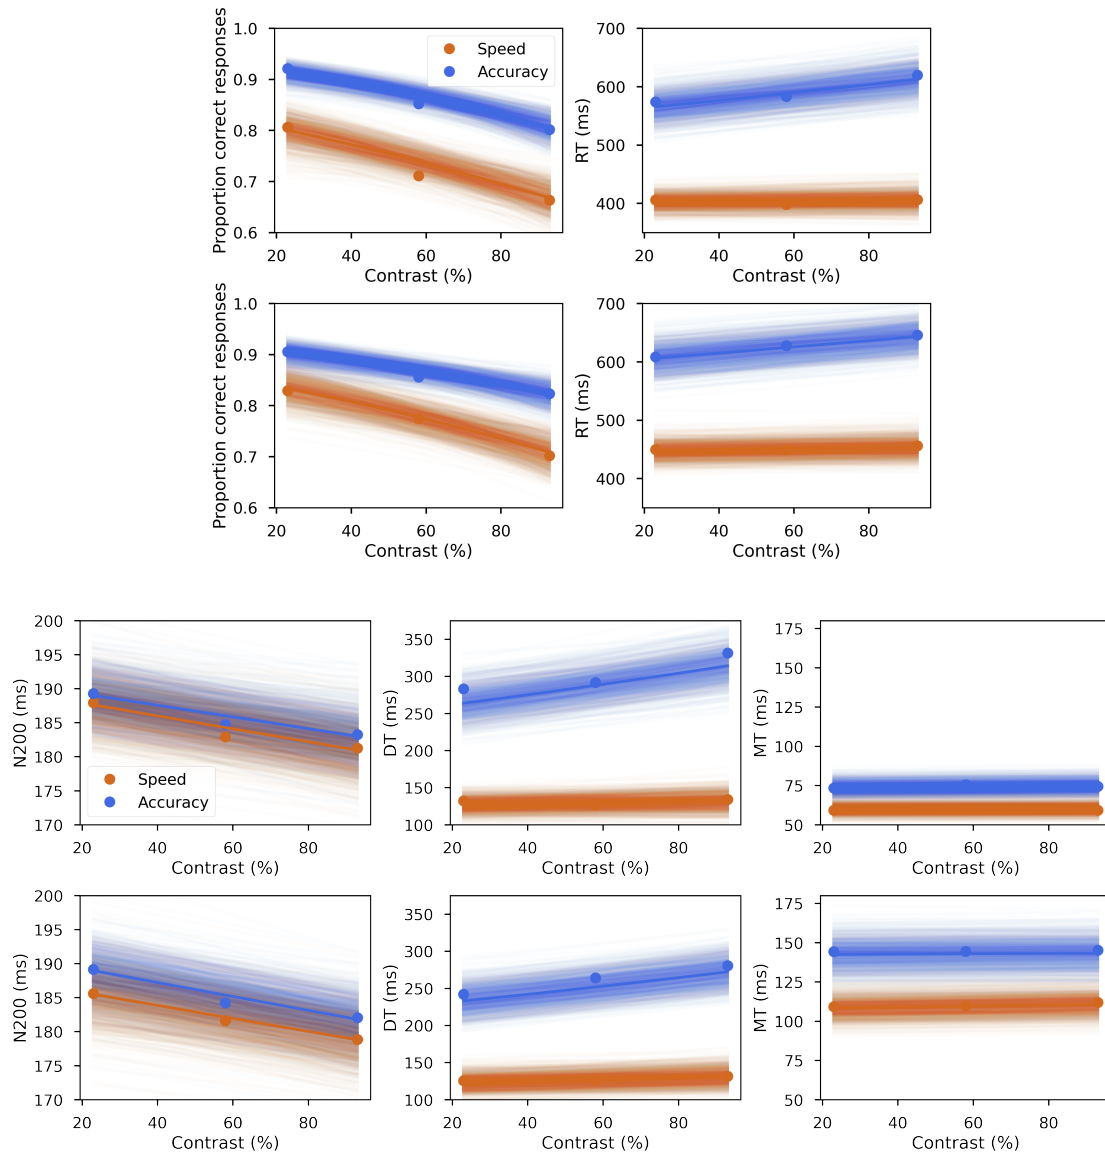 1.0
0.9
0.8
0.7
0.6
Proportion correct responses
Speed
Accuracy
20 40 60 80
Contrast (%)
700
600
500
400
RT (ms)
20 40 60 80
Contrast (%)
1.0
0.9
0.8
0.7
0.6
Proportion correct responses
20 40 60 80
Contrast (%)
700
600
500
400
RT (ms)
20 40 60 80
Contrast (%)
200
195
190
185
180
175
170
N200 (ms)
Speed
Accuracy
20 40 60 80
Contrast (%)
350
300
250
200
150
100
DT (ms)
20 40 60 80
Contrast (%)
175
150
125
100
75
50
MT (ms)
20 40 60 80
Contrast (%)
200
195
190
185
180
175
170
N200 (ms)
20 40 60 80
Contrast (%)
350
300
250
200
150
100
DT (ms)
20 40 60 80
Contrast (%)
175
150
125
100
75
50
MT (ms)
20 40 60 80
Contrast (%)